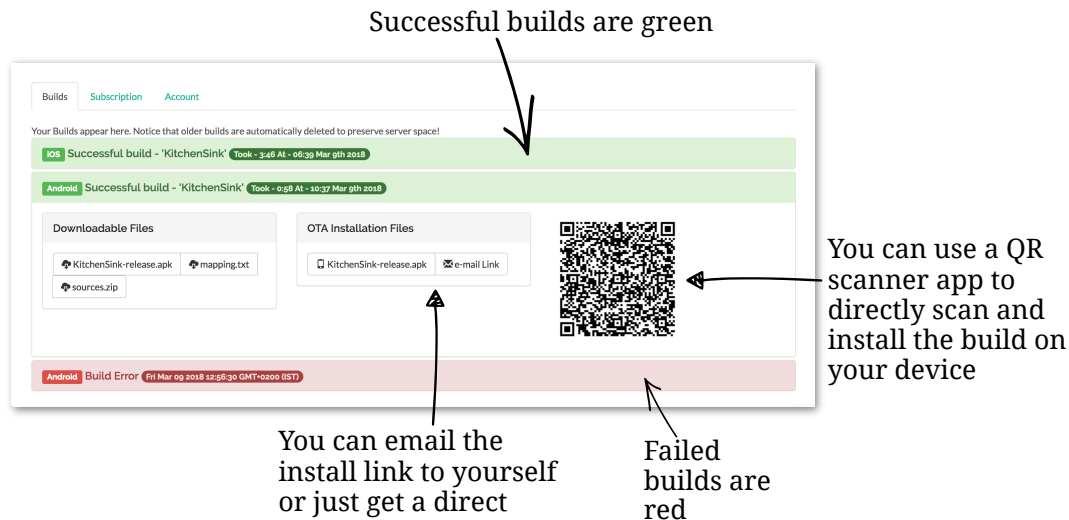 Successful builds are green
Builds Subscription Account
Your Builds appear here. Notice that older builds are automatically deleted to preserve server space!
iOS Successful build - 'KitchenSink' Took - 3:46 At - 06:39 Mar 9th 2018
Android Successful build - 'KitchenSink' Took - 0:58 At - 10:37 Mar 9th 2018
Downloadable Files
KitchenSink-release.apk mapping.txt
sources.zip
OTA Installation Files
KitchenSink-release.apk e-mail Link
You can use a QR
scanner app to
directly scan and
install the build on
your device
Android Build Error Fri Mar 09 2018 12:56:30 GMT+0200 (IST)
You can email the
install link to yourself
or just get a direct
Failed
builds are
red